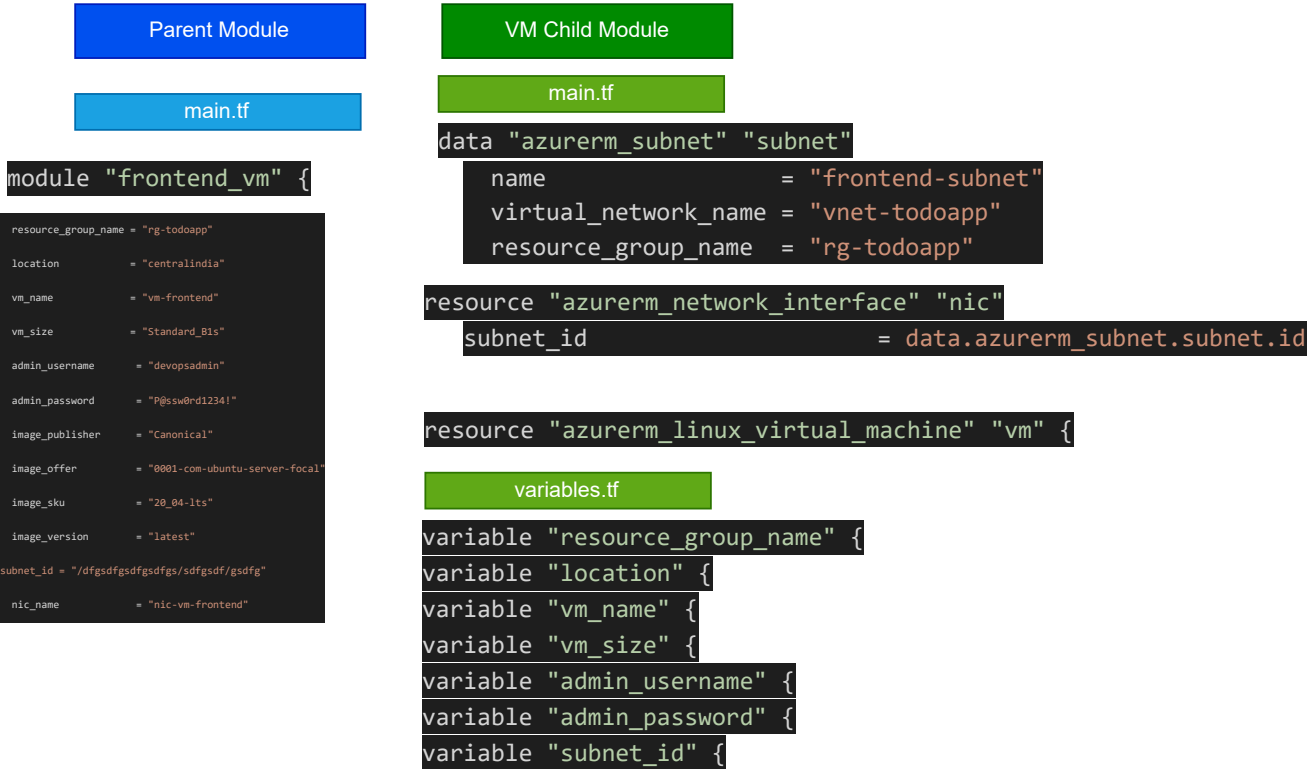 Parent Module
main.tf
module "frontend_vm" {
resource_group_name = "rg-todoapp"
location = "centralindia"
vm_name = "vm-frontend"
vm_size = "Standard_B1s"
admin_username = "devopsadmin"
admin_password = "P@ssw0rd1234!"
image_publisher = "Canonical"
image_offer = "0001-com-ubuntu-server-focal"
image_sku = "20_04-lts"
image_version = "latest"
subnet_id = "/dfgsdfgsdfgsdfgs/sdfgsdf/gsdfg"
nic_name = "nic-vm-frontend"
VM Child Module
main.tf
data "azurerm_subnet" "subnet"
name = "frontend-subnet"
virtual_network_name = "vnet-todoapp"
resource_group_name = "rg-todoapp"
resource "azurerm_network_interface" "nic"
subnet_id = data.azurerm_subnet.subnet.id
resource "azurerm_linux_virtual_machine" "vm" {
variables.tf
variable "resource_group_name" {
variable "location" {
variable "vm_name" {
variable "vm_size" {
variable "admin_username" {
variable "admin_password" {
variable "subnet_id" {